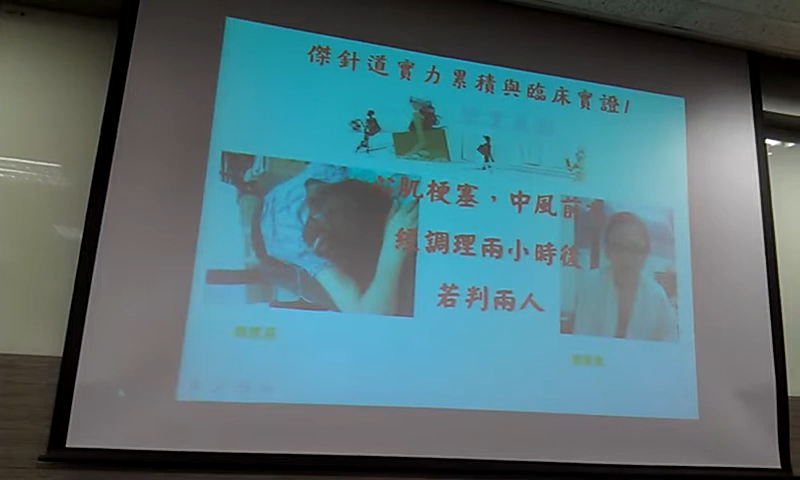 傑針道實力累積與臨床實證!
心肌梗塞，中風前
經調理兩小時後
若判兩人